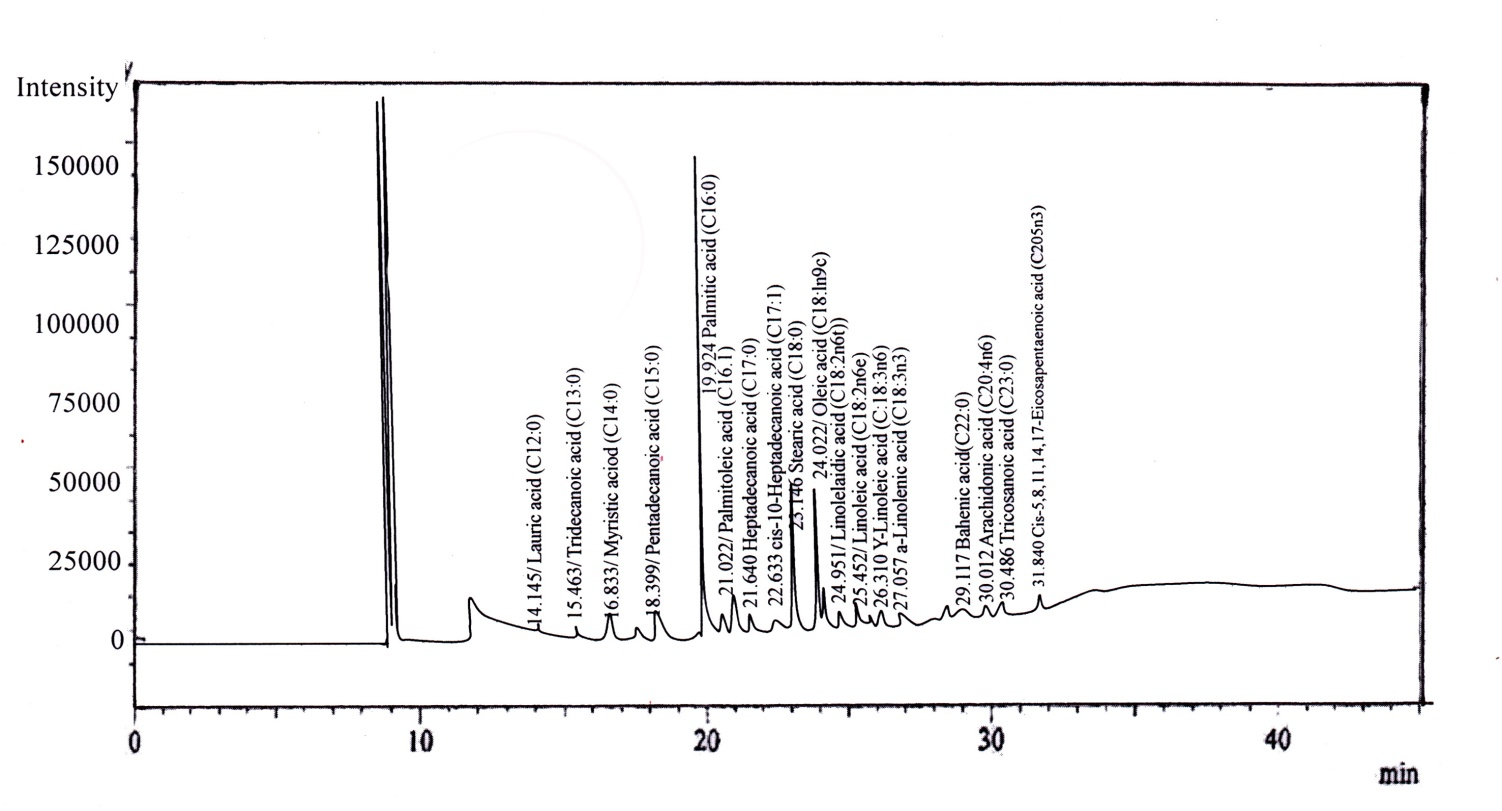 Intensity
150000
125000
100000
75000
50000
25000
0
14.145/ Lauric acid (C12:0)
15.463/ Tridecanoic acid (C13:0)
16.833/ Myristic aciod (C14:0)
18.399/ Pentadecanoic acid (C15:0)
19.924 Palmitic acid (C16:0)
21.022/ Palmitoleic acid (C16.1)
21.640 Heptadecanoic acid (C17:0)
22.633 cis-10-Heptadecanoic acid (C17:1)
23.146 Stearic acid (C18:0)
24.022/ Oleic acid (C18:ln9c)
24.951/ Linolelaidic acid (C18:2n6t))
25.452/ Linoleic acid (C18:2n6e)
26.310 Y-Linoleic acid (C:18:3n6)
27.057 a-Linolenic acid (C18:3n3)
29.117 Bahenic acid(C22:0)
30.012 Arachidonic acid (C20:4n6)
30.486 Tricosanoic acid (C23:0)
31.840 Cis-5,8,11,14,17-Eicosapentaenoic acid (C205n3)
0 10 20 30 40
min